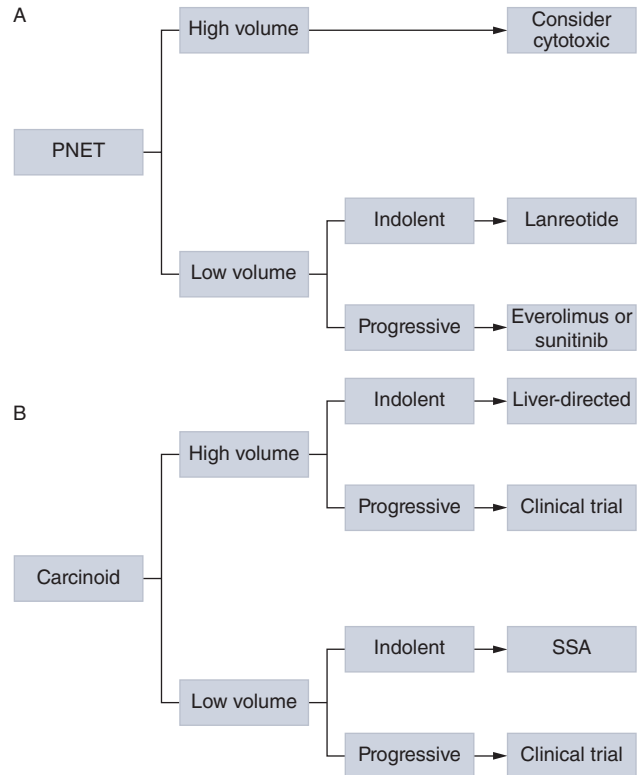 A
High volume
Consider
cytotoxic
PNET
Indolent
Lanreotide
Low volume
Progressive
Everolimus or
sunitinib
B
Indolent
Liver-directed
High volume
Progressive
Clinical trial
Carcinoid
Indolent
SSA
Low volume
Progressive
Clinical trial